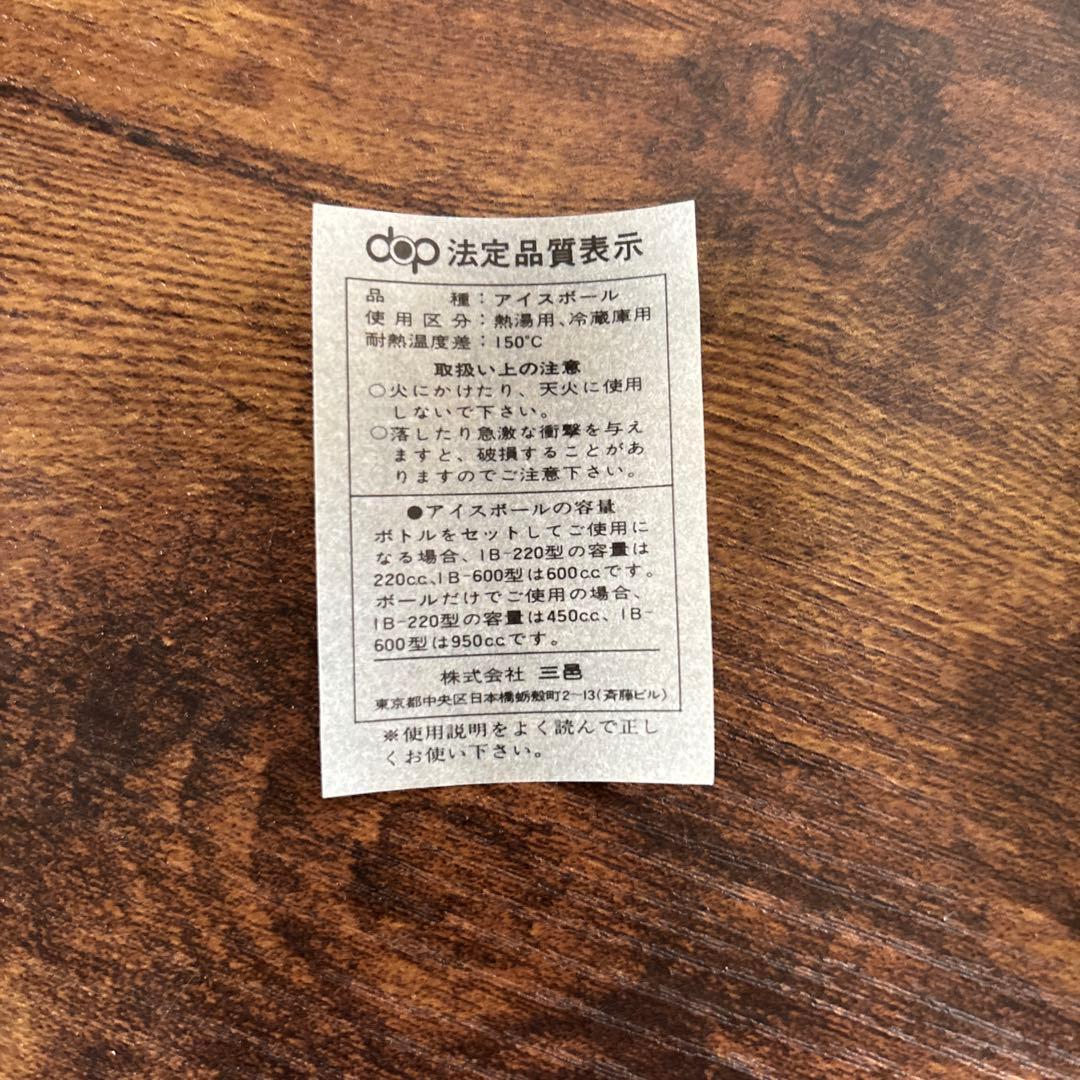 dop 法定品質表示
品 種：アイスボール
使用区分：熱湯用、冷蔵庫用
耐熱温度差：150°C
取扱い上の注意
○火にかけたり、天火に使用
しないで下さい。
○落したり急激な衝撃を与え
ますと、破損することがあ
りますのでご注意下さい。
●アイスボールの容量
ボトルをセットしてご使用に
なる場合、IB-220型の容量は
220cc、IB-600型は600ccです。
ボールだけでご使用の場合、
IB-220型の容量は450cc、IB-
600型は950ccです。
株式会社 三邑
東京都中央区日本橋蛎殻町2-13(斉藤ビル)
※使用説明をよく読んで正し
くお使い下さい。